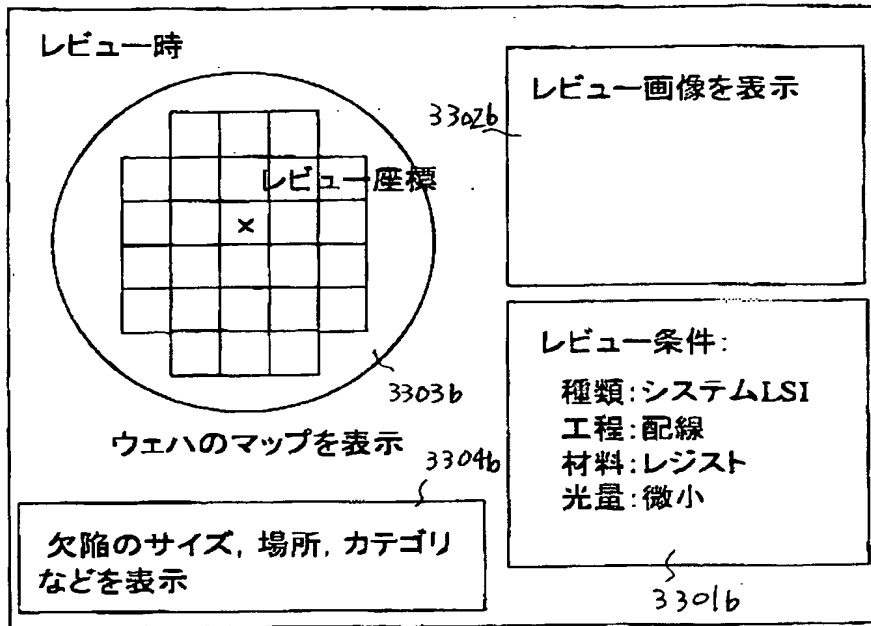 レビュー時
レビュー座標
×
3303b
ウェハのマップを表示
3302b
レビュー画像を表示
レビュー条件:
種類:システムLSI
工程:配線
材料:レジスト
光量:微小
3301b
3304b
欠陥のサイズ, 場所, カテゴリ
などを表示